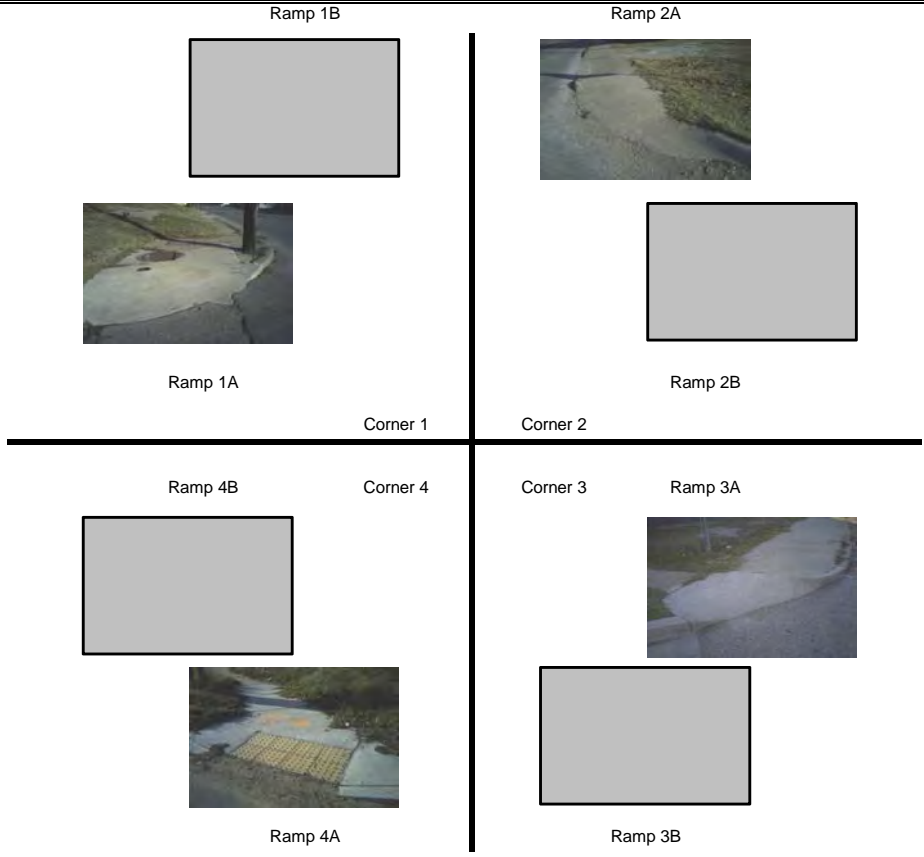 Ramp 1B Ramp 2A
Ramp 1A Ramp 2B
Corner 1 Corner 2
Ramp 4B Corner 4 Corner 3 Ramp 3A
Ramp 4A Ramp 3B